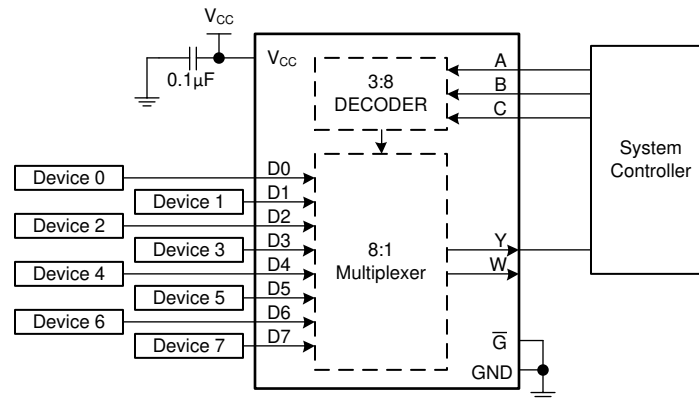 VCC
VCC
0.1µF
3:8
DECODER
A
B
C
System
Controller
Device 0
D0
Device 1
D1
Device 2
D2
Device 3
D3
Device 4
D4
Device 5
D5
Device 6
D6
Device 7
D7
8:1
Multiplexer
Y
W
G̅
GND